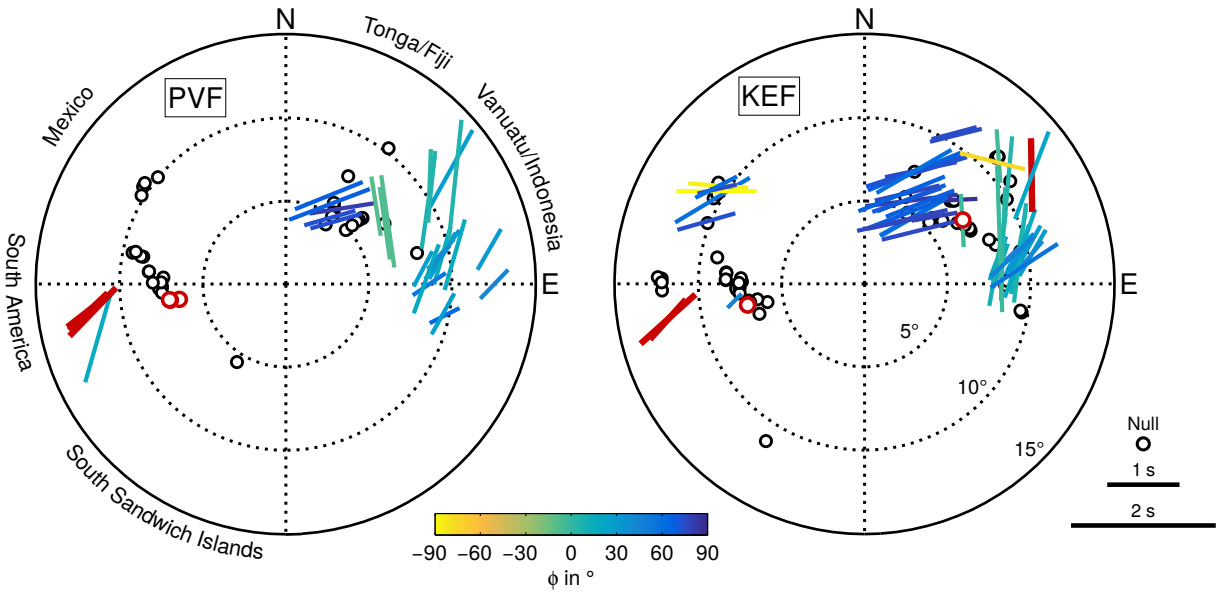 N
Tonga/Fiji
Vanuatu/Indonesia
Mexico
PVF
E
South America
South Sandwich Islands
N
KEF
E
5°
10°
15°
Null
1 s
2 s
−90 −60 −30 0 30 60 90
ϕ in °